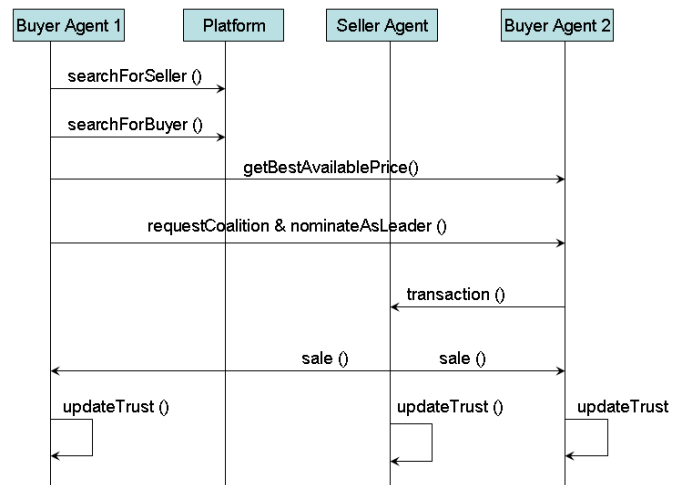 Buyer Agent 1
Platform
Seller Agent
Buyer Agent 2
searchForSeller ()
searchForBuyer ()
getBestAvailablePrice()
requestCoalition & nominateAsLeader ()
transaction ()
sale ()
sale ()
updateTrust ()
updateTrust ()
updateTrust